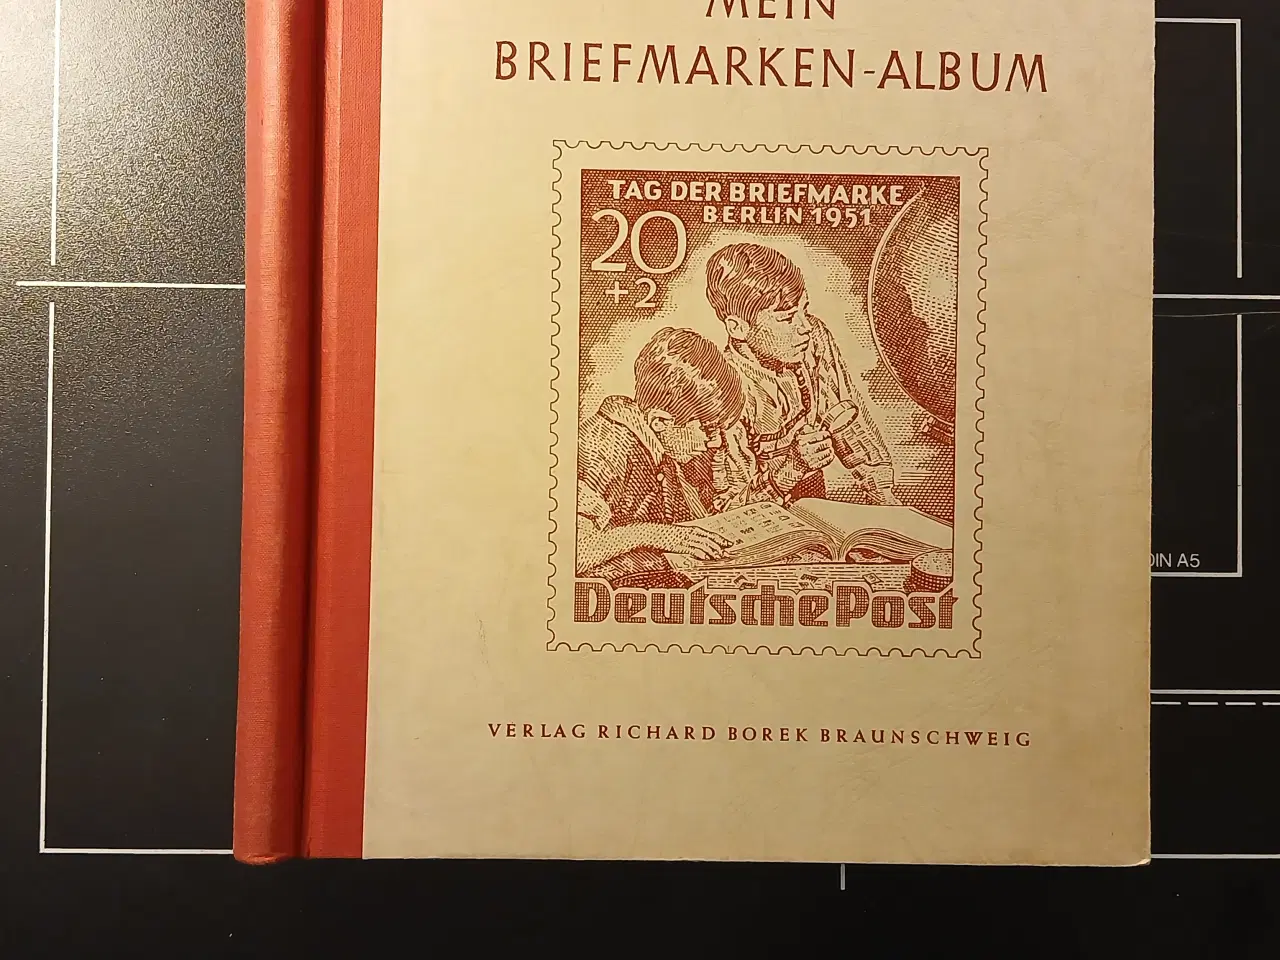 MEIN
BRIEFMARKEN-ALBUM
TAG DER BRIEFMARKE
BERLIN 1951
20
+2
Deutsche Post
VERLAG RICHARD BOREK BRAUNSCHWEIG
DIN A5